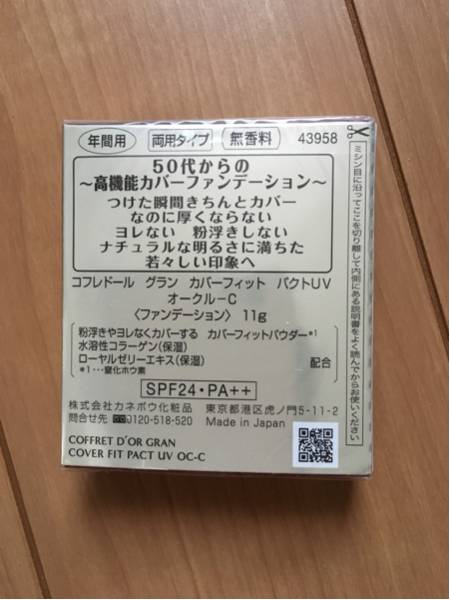 年間用 両用タイプ 無香料 43958
50代からの
～高機能カバーファンデーション～
つけた瞬間きちんとカバー
なのに厚くならない
ヨレない 粉浮きしない
ナチュラルな明るさに満ちた
若々しい印象へ
コフレドール グラン カバーフィット パクトUV
オークル-C
〈ファンデーション〉 11g
粉浮きやヨレなくカバーする カバーフィットパウダー*1
水溶性コラーゲン(保湿)
ローヤルゼリーエキス(保湿)
配合
*1…窒化ホウ素
SPF24・PA++
株式会社カネボウ化粧品 東京都港区虎ノ門5-11-2
問合せ先 0120-518-520 Made in Japan
COFFRET D'OR GRAN
COVER FIT PACT UV OC-C
ミシン目に沿ってここを切り離して内側にある説明書をよく読んでからお使いください